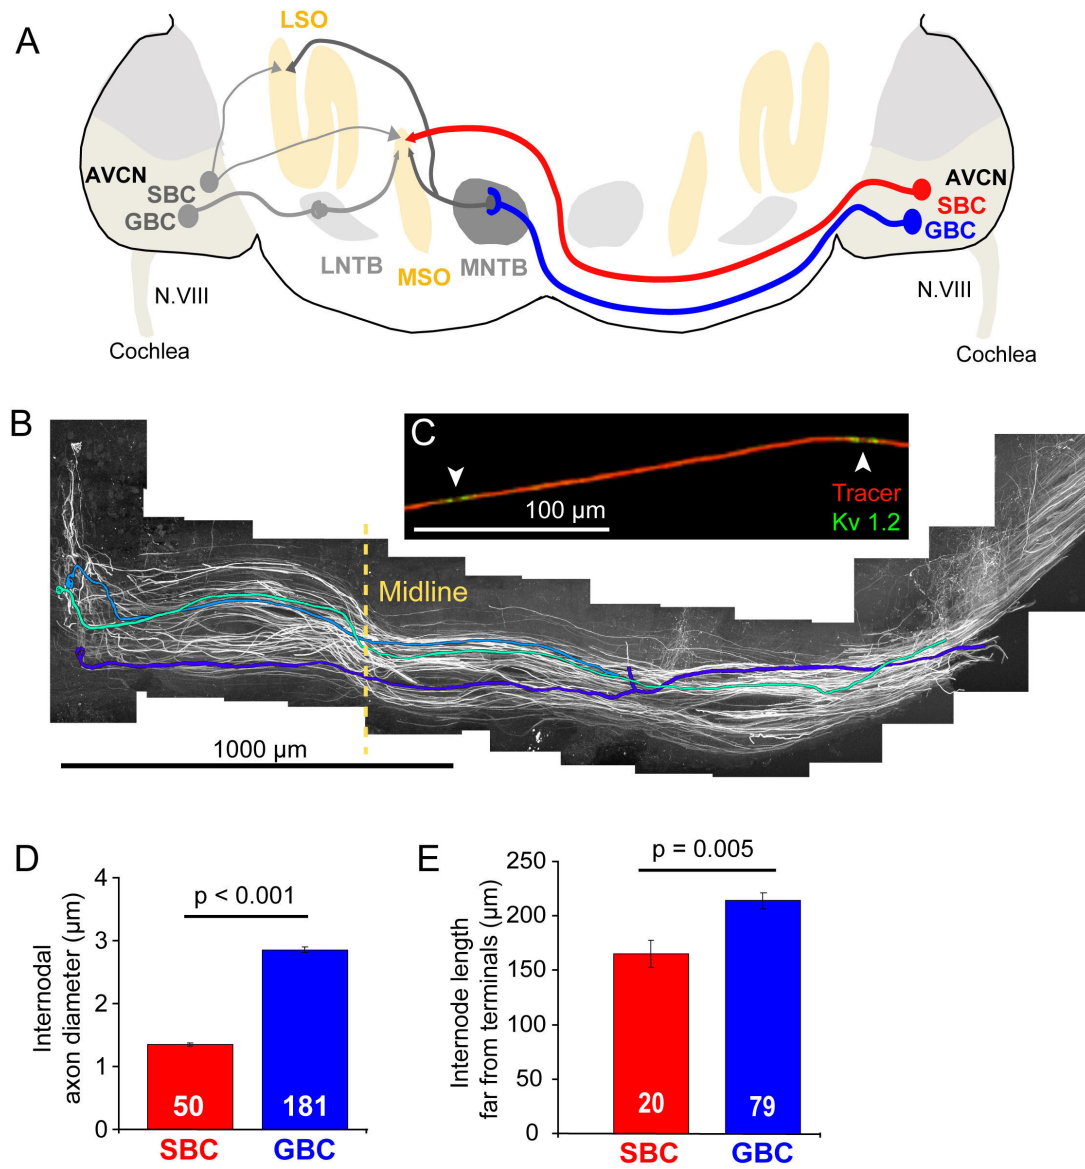 A
LSO
AVCN
SBC
GBC
LNTB
MSO
MNTB
AVCN
SBC
GBC
N.VIII
N.VIII
Cochlea
Cochlea
B
C
Tracer
Kv 1.2
100 µm
Midline
1000 µm
D
Internodal
axon diameter (µm)
4
3
2
1
0
p < 0.001
50
181
SBC
GBC
E
Internode length
far from terminals (µm)
250
200
150
100
50
0
p = 0.005
20
79
SBC
GBC